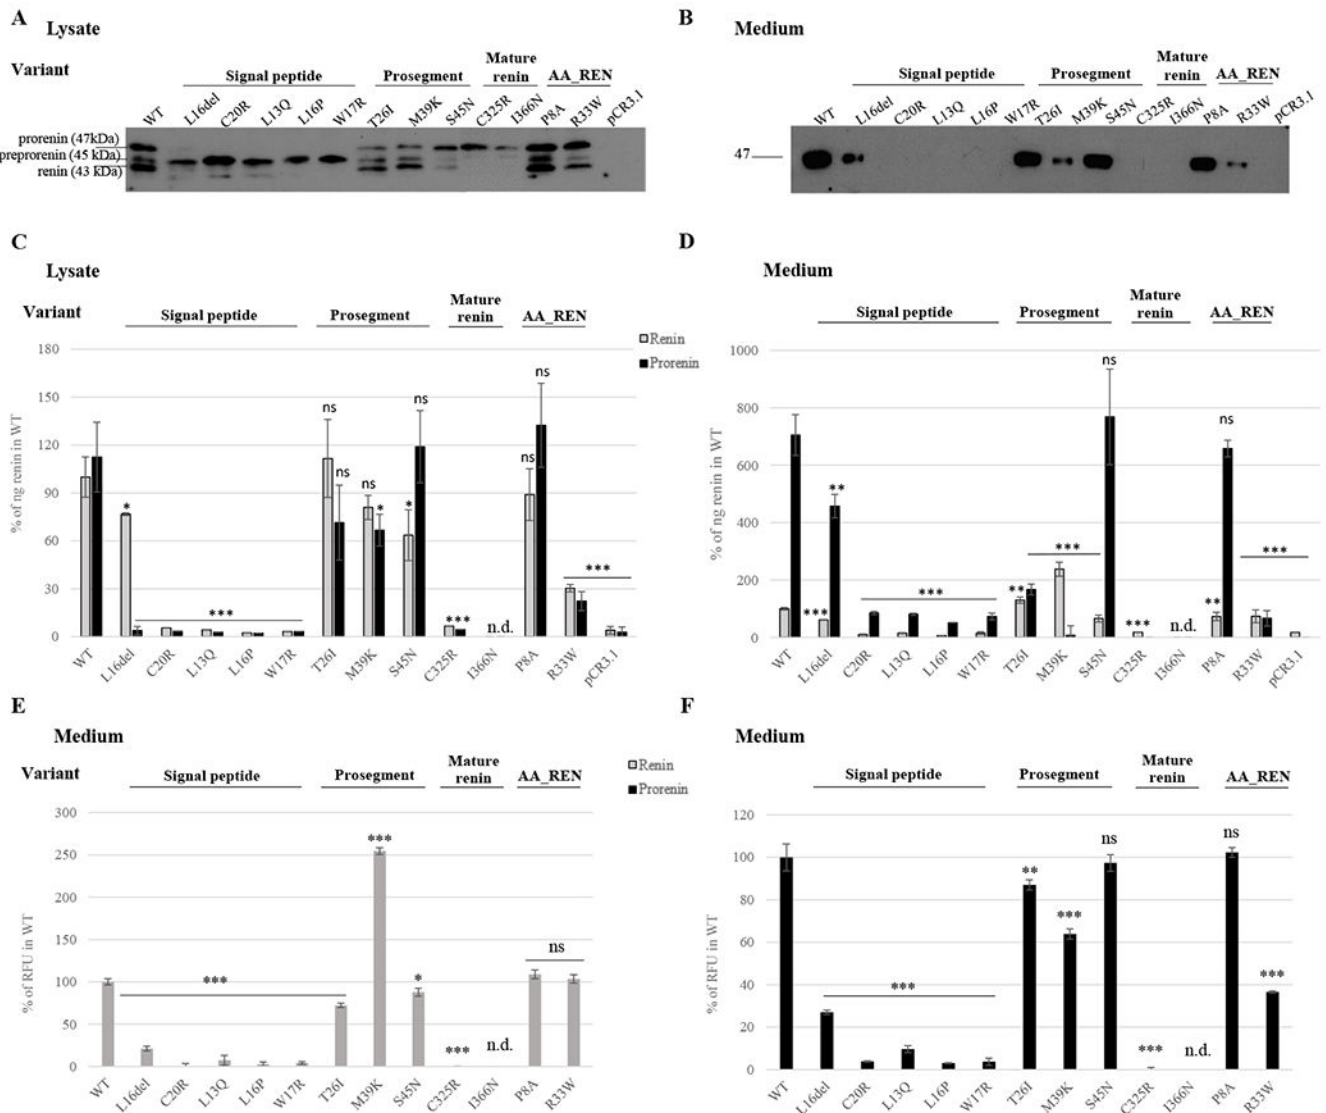 A
Lysate
Variant
Signal peptide
Prosegment
Mature
renin
AA_REN
WT
L16del
C20R
L13Q
L16P
W17R
T26I
M39K
S45N
C325R
I366N
P8A
R33W
pCR3.1
prorenin (47kDa)
preprorenin (45 kDa)
renin (43 kDa)
B
Medium
Signal peptide
Prosegment
Mature
renin
AA_REN
WT
L16del
C20R
L13Q
L16P
W17R
T26I
M39K
S45N
C325R
I366N
P8A
R33W
pCR3.1
47
C
Lysate
Variant
Signal peptide
Prosegment
Mature
renin
AA_REN
Renin
Prorenin
% of ng renin in WT
180
150
120
90
60
30
0
*
***
ns
ns
ns
*
*
ns
***
n.d.
ns
ns
***
WT
L16del
C20R
L13Q
L16P
W17R
T26I
M39K
S45N
C325R
I366N
P8A
R33W
pCR3.1
D
Medium
Signal peptide
Prosegment
Mature
renin
AA_REN
% of ng renin in WT
1000
800
600
400
200
0
***
**
***
**
***
ns
***
n.d.
**
ns
***
WT
L16del
C20R
L13Q
L16P
W17R
T26I
M39K
S45N
C325R
I366N
P8A
R33W
pCR3.1
E
Medium
Variant
Signal peptide
Prosegment
Mature
renin
AA_REN
Renin
Prorenin
% of RFU in WT
300
250
200
150
100
50
0
***
***
*
***
n.d.
ns
WT
L16del
C20R
L13Q
L16P
W17R
T26I
M39K
S45N
C325R
I366N
P8A
R33W
F
Medium
Signal peptide
Prosegment
Mature
renin
AA_REN
% of RFU in WT
120
100
80
60
40
20
0
***
**
***
ns
***
n.d.
ns
***
WT
L16del
C20R
L13Q
L16P
W17R
T26I
M39K
S45N
C325R
I366N
P8A
R33W